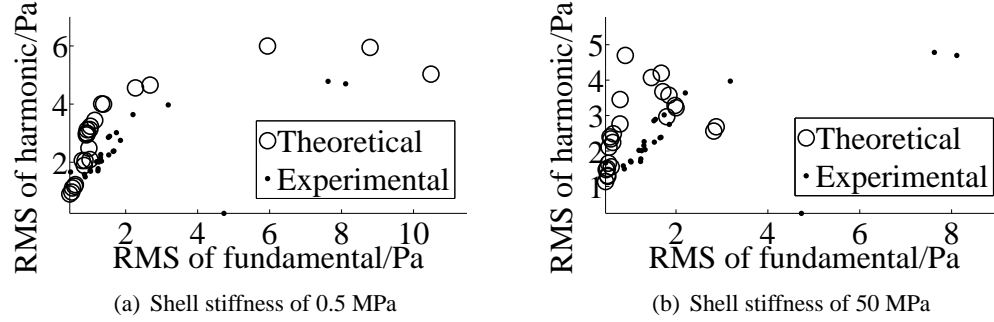 RMS of harmonic/Pa
6
4
2
Theoretical
Experimental
2 4 6 8 10
RMS of fundamental/Pa
(a) Shell stiffness of 0.5 MPa
RMS of harmonic/Pa
5
4
3
2
1
Theoretical
Experimental
2 4 6 8
RMS of fundamental/Pa
(b) Shell stiffness of 50 MPa